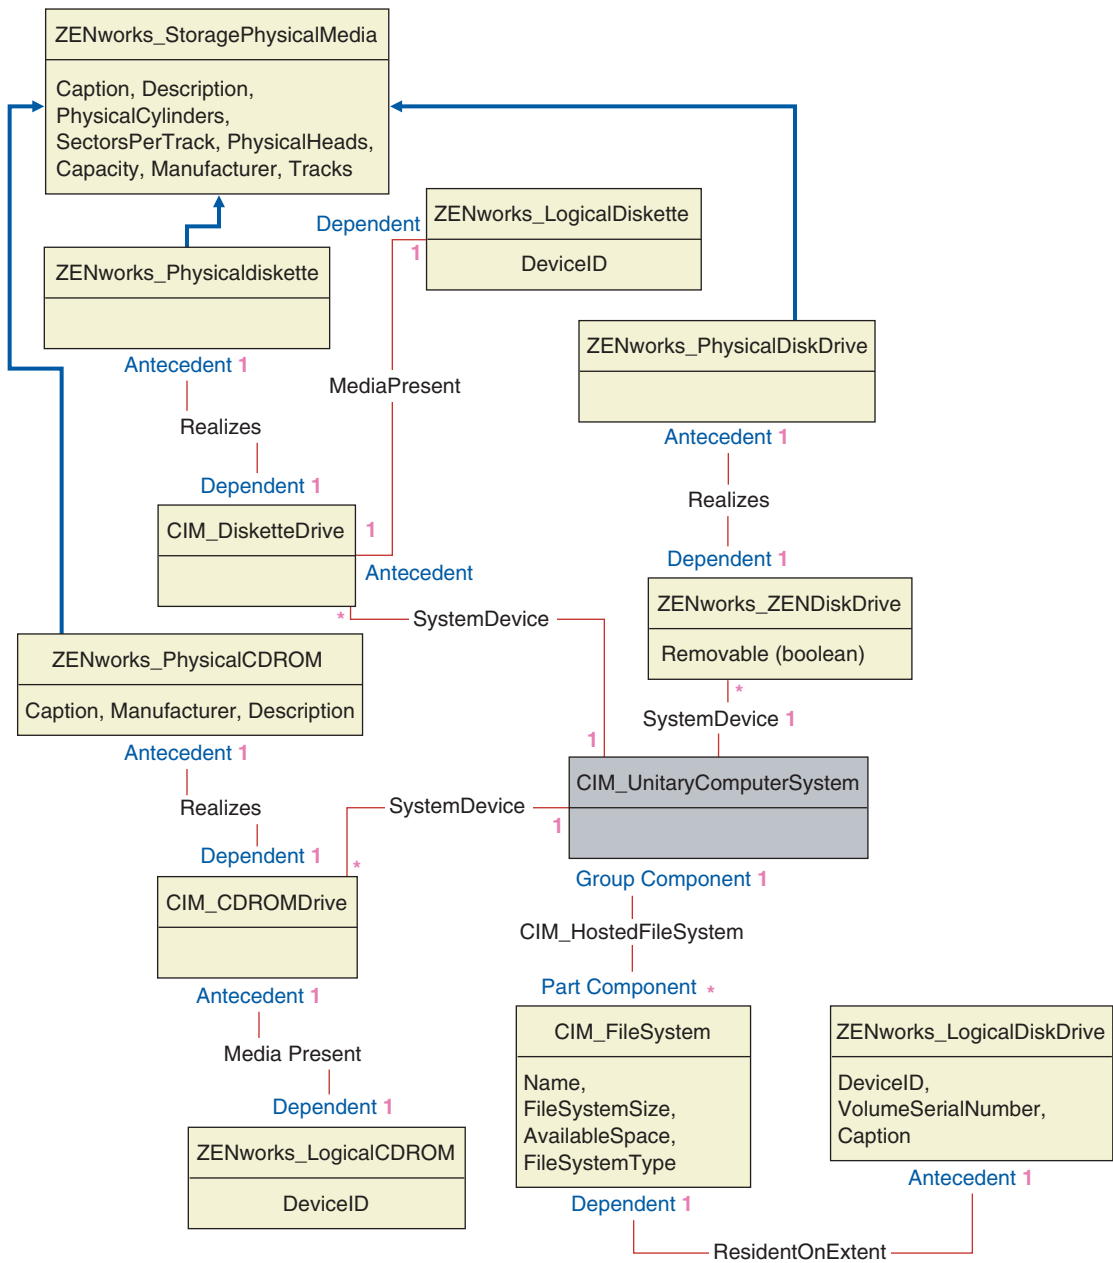 ZENworks_StoragePhysicalMedia
Caption, Description,
PhysicalCylinders,
SectorsPerTrack, PhysicalHeads,
Capacity, Manufacturer, Tracks
Dependent
1
ZENworks_LogicalDiskette
DeviceID
ZENworks_Physicaldiskette
Antecedent 1
Realizes
Dependent 1
MediaPresent
ZENworks_PhysicalDiskDrive
Antecedent 1
Realizes
Dependent 1
CIM_DisketteDrive
1
Antecedent
*
SystemDevice
1
ZENworks_ZENDiskDrive
Removable (boolean)
*
SystemDevice 1
ZENworks_PhysicalCDROM
Caption, Manufacturer, Description
Antecedent 1
Realizes
Dependent 1
*
SystemDevice
1
CIM_UnitaryComputerSystem
Group Component 1
CIM_HostedFileSystem
Part Component *
CIM_CDROMDrive
Antecedent 1
Media Present
Dependent 1
ZENworks_LogicalCDROM
DeviceID
CIM_FileSystem
Name,
FileSystemSize,
AvailableSpace,
FileSystemType
Dependent 1
ZENworks_LogicalDiskDrive
DeviceID,
VolumeSerialNumber,
Caption
Antecedent 1
ResidentOnExtent